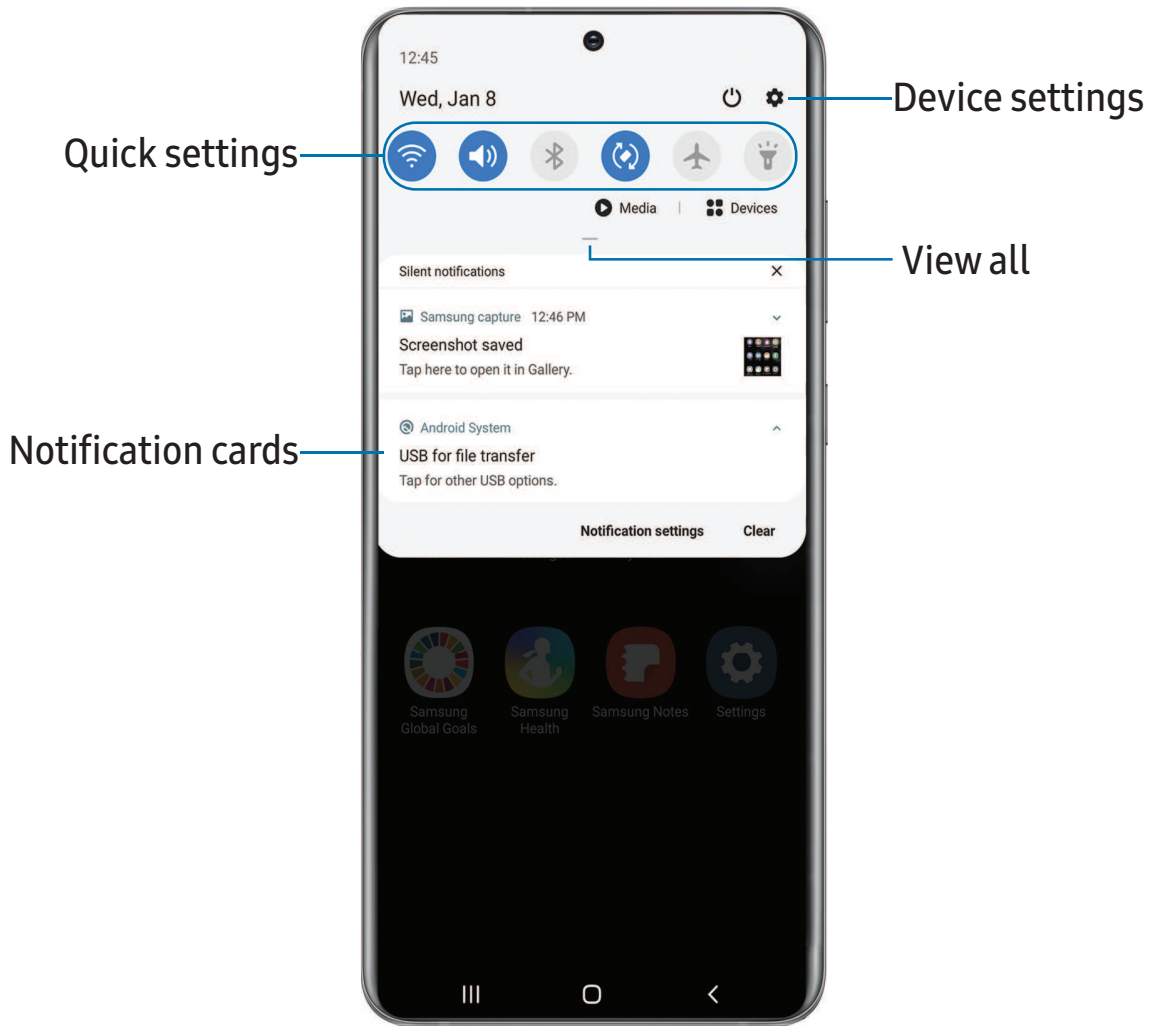 12:45
Wed, Jan 8
Device settings
Quick settings
Media
Devices
View all
Silent notifications
Samsung capture 12:46 PM
Screenshot saved
Tap here to open it in Gallery.
Android System
Notification cards
USB for file transfer
Tap for other USB options.
Notification settings
Clear
Samsung Global Goals
Samsung Health
Samsung Notes
Settings